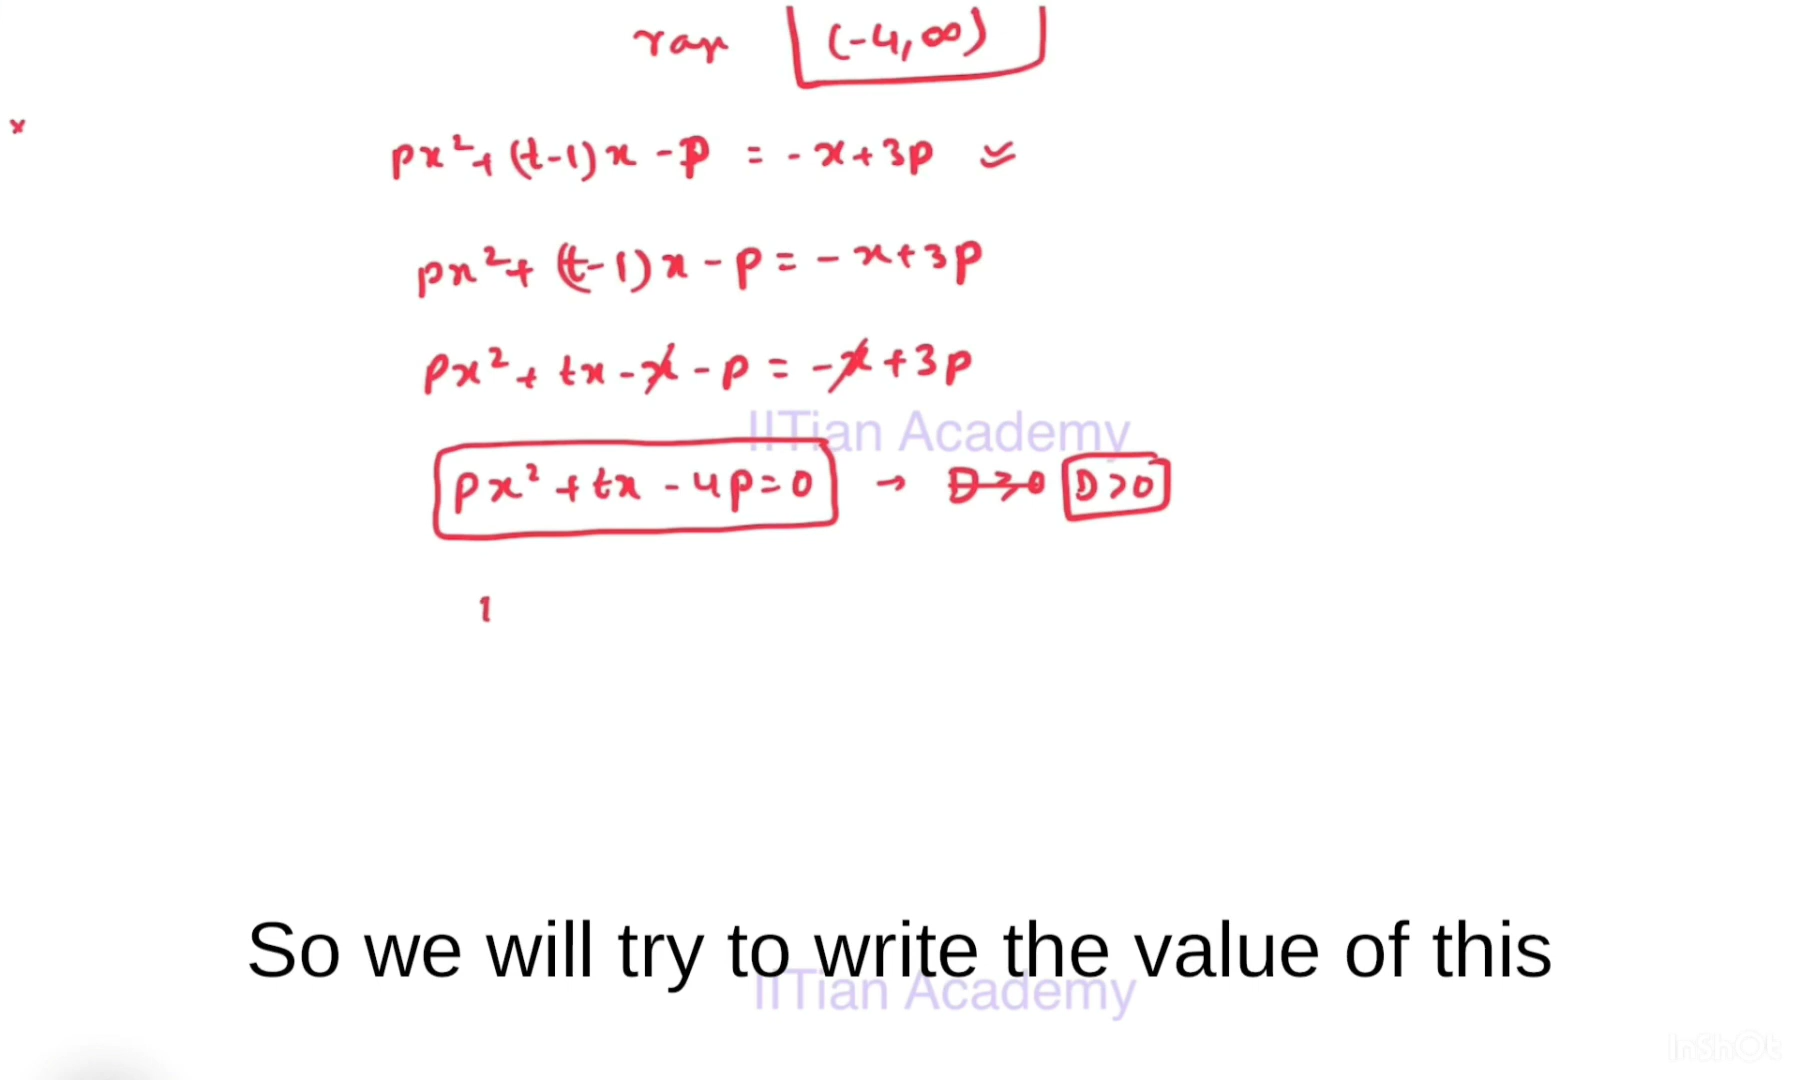 ran (-4, ∞)
x
px² + (t-1)x - p = -x + 3p
px² + (t-1)x - p = -x + 3p
px² + tx - x - p = -x + 3p
IITian Academy
px² + tx - 4p = 0 → D ≥ 0 D > 0
1
So we will try to write the value of this
IITian Academy
InShOt